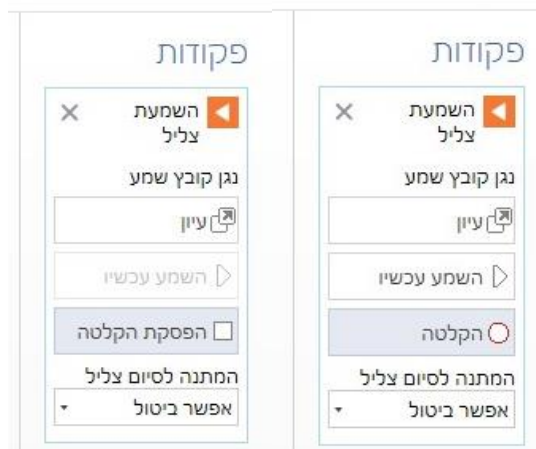 פקודות
השמעת
צליל
נגן קובץ שמע
עיון
השמע עכשיו
הקלטה
המתנה לסיום צליל
אפשר ביטול
פקודות
השמעת
צליל
נגן קובץ שמע
עיון
השמע עכשיו
הפסקת הקלטה
המתנה לסיום צליל
אפשר ביטול